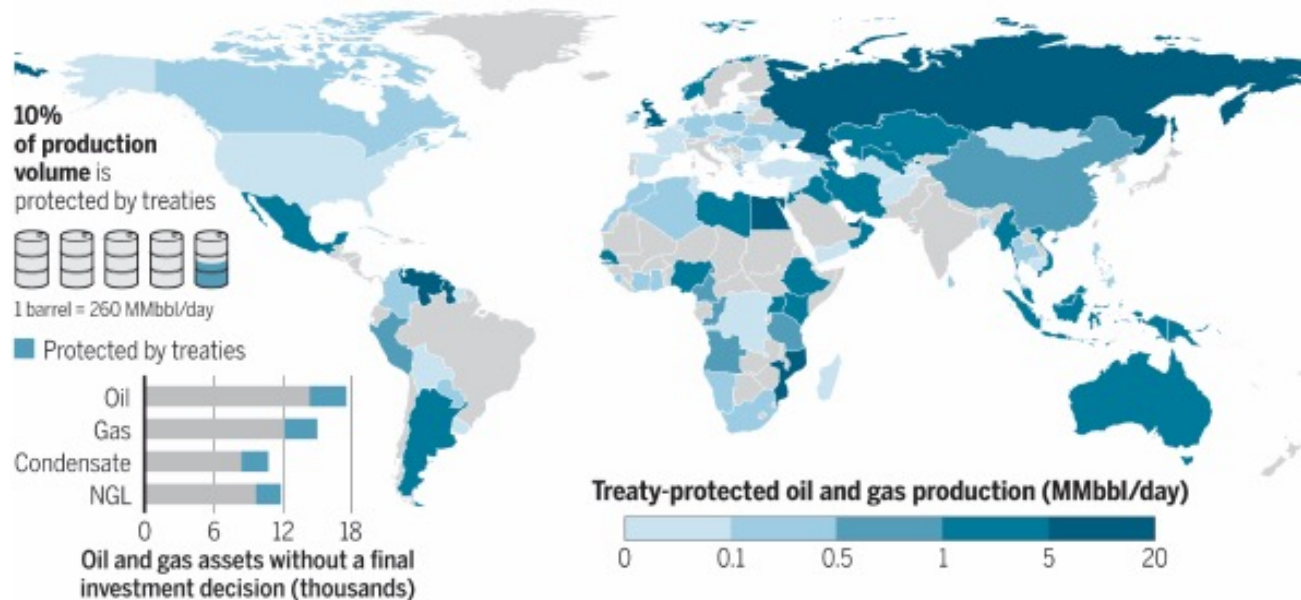 10%
of production
volume is
protected by treaties
1 barrel = 260 MMbbl/day
Protected by treaties
Oil
Gas
Condensate
NGL
0 6 12 18
Oil and gas assets without a final
investment decision (thousands)
Treaty-protected oil and gas production (MMbbl/day)
0 0.1 0.5 1 5 20